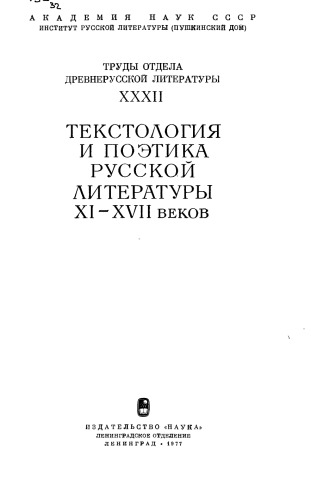 32
АКАДЕМИЯ НАУК СССР
ИНСТИТУТ РУССКОЙ ЛИТЕРАТУРЫ (ПУШКИНСКИЙ ДОМ)
ТРУДЫ ОТДЕЛА
ДРЕВНЕРУССКОЙ ЛИТЕРАТУРЫ
XXXII
ТЕКСТОЛОГИЯ
И ПОЭТИКА
РУССКОЙ
ЛИТЕРАТУРЫ
XI–XVII ВЕКОВ
ИЗДАТЕЛЬСТВО «НАУКА»
ЛЕНИНГРАДСКОЕ ОТДЕЛЕНИЕ
ЛЕНИНГРАД • 1977